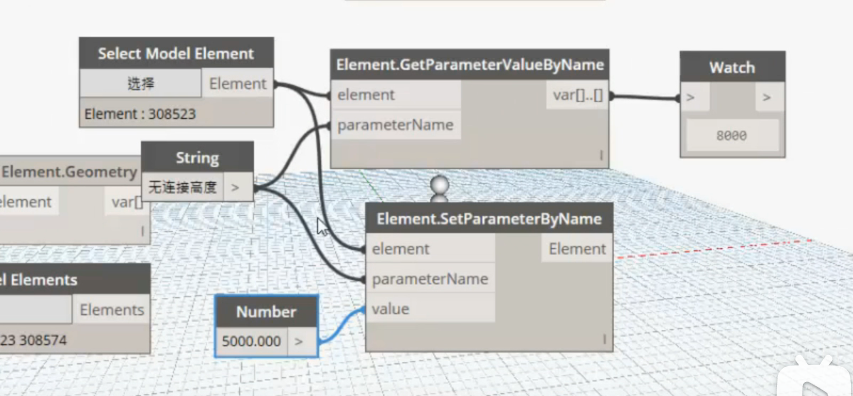 Select Model Element
选择
Element
Element : 308523
Element.GetParameterValueByName
element
var[]..[]
parameterName
I
Watch
>
>
8000
Element.Geometry
element
var[]
I
String
无连接高度
>
Element.SetParameterByName
element
Element
parameterName
value
I
el Elements
Elements
23 308574
Number
5000.000
>